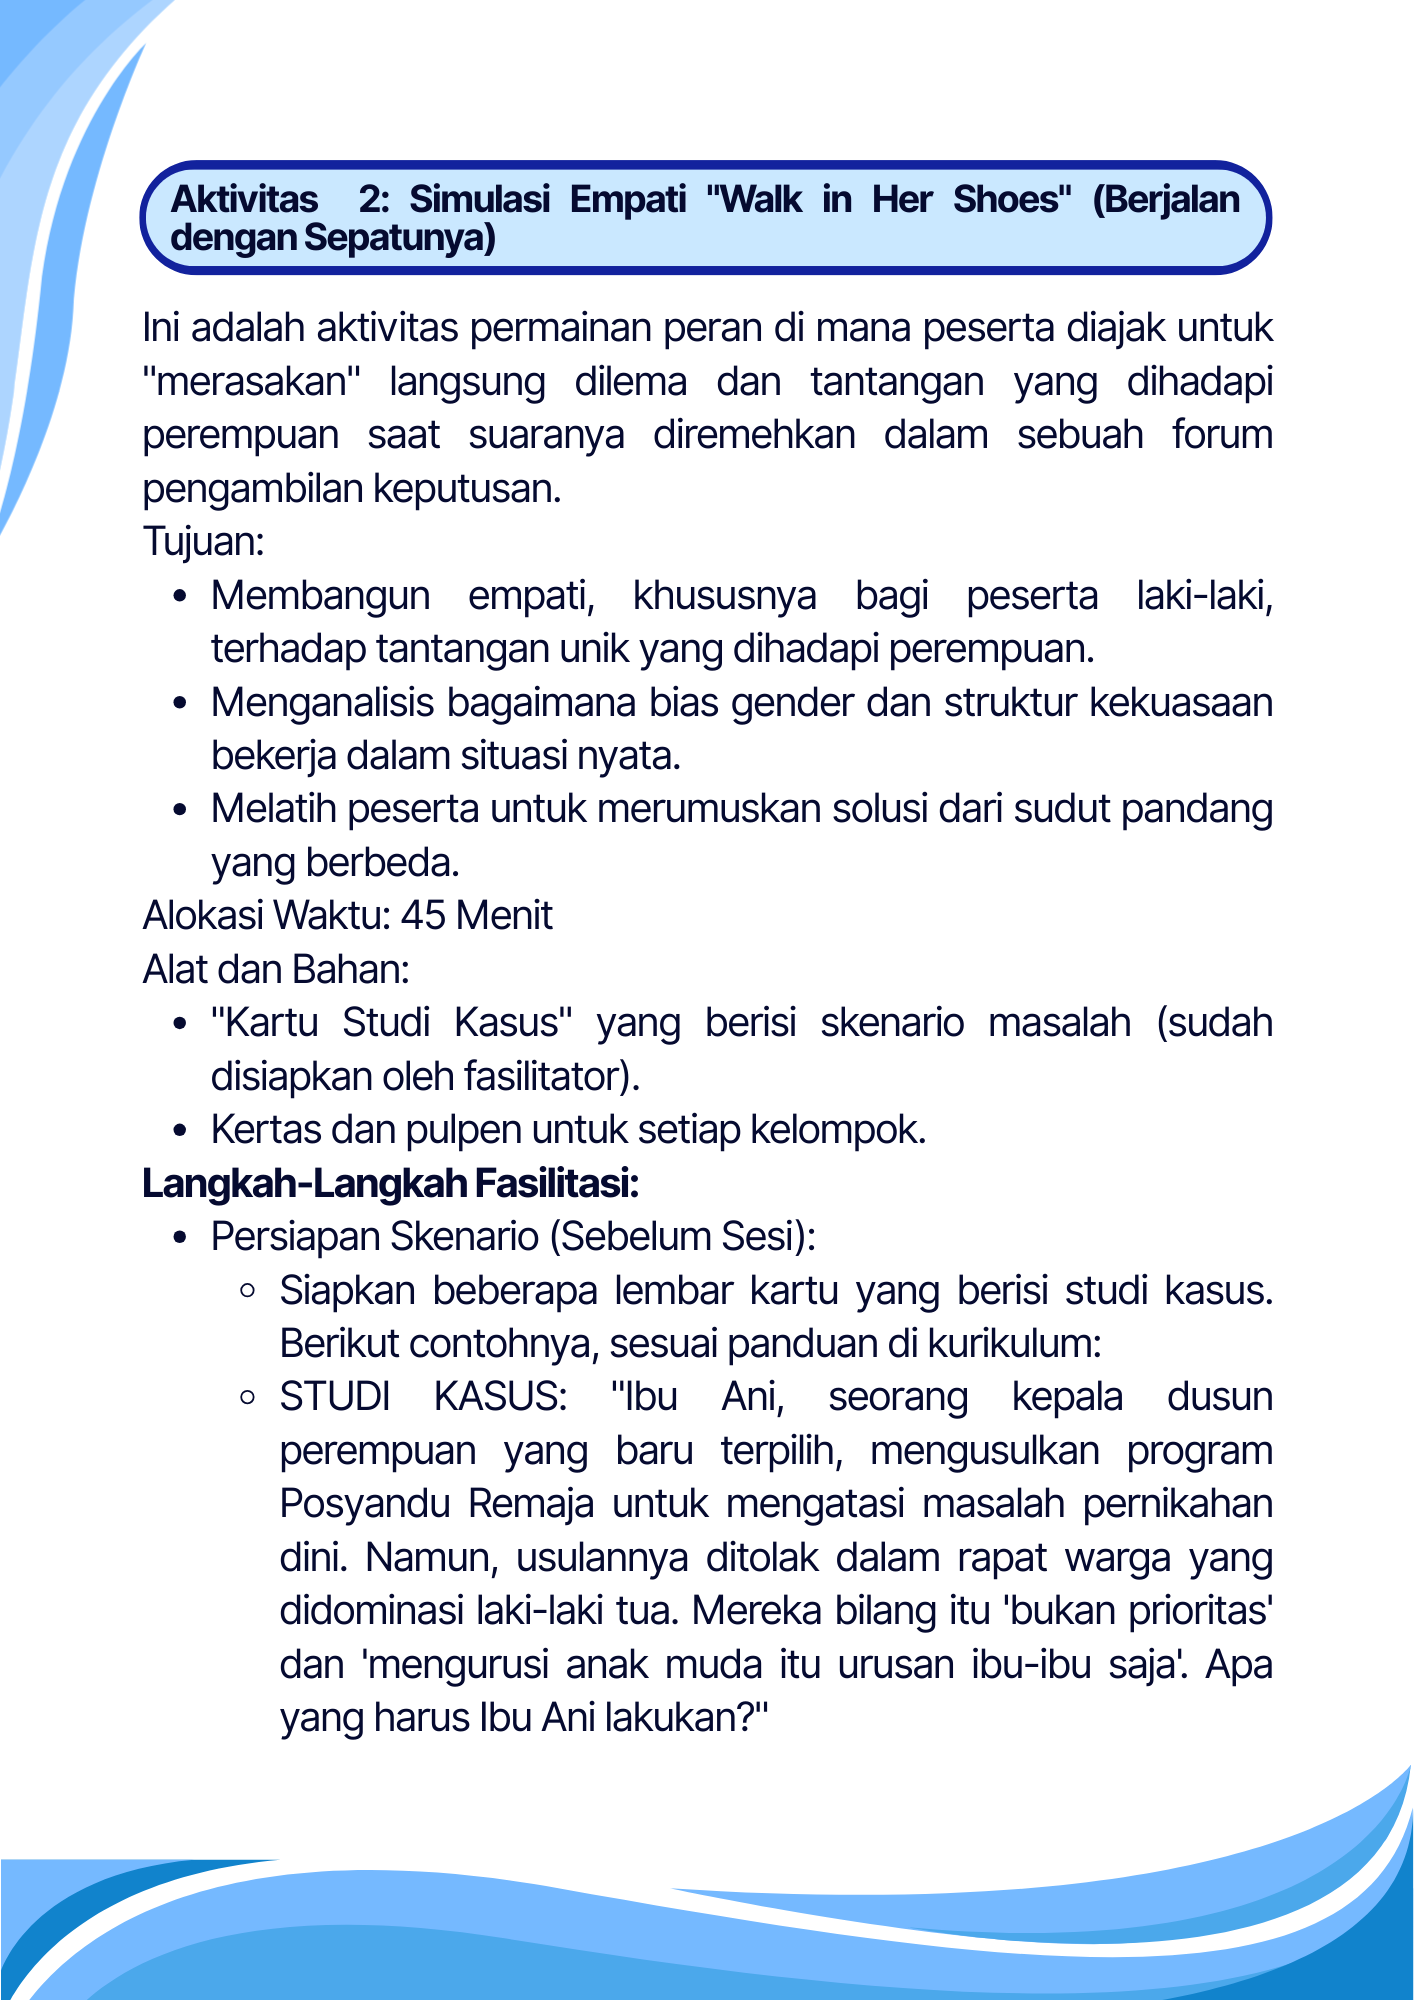 Aktivitas 2: Simulasi Empati "Walk in Her Shoes" (Berjalan
dengan Sepatunya)
Ini adalah aktivitas permainan peran di mana peserta diajak untuk
"merasakan" langsung dilema dan tantangan yang dihadapi
perempuan saat suaranya diremehkan dalam sebuah forum
pengambilan keputusan.
Tujuan:
• Membangun empati, khususnya bagi peserta laki-laki,
terhadap tantangan unik yang dihadapi perempuan.
• Menganalisis bagaimana bias gender dan struktur kekuasaan
bekerja dalam situasi nyata.
• Melatih peserta untuk merumuskan solusi dari sudut pandang
yang berbeda.
Alokasi Waktu: 45 Menit
Alat dan Bahan:
• "Kartu Studi Kasus" yang berisi skenario masalah (sudah
disiapkan oleh fasilitator).
• Kertas dan pulpen untuk setiap kelompok.
Langkah-Langkah Fasilitasi:
• Persiapan Skenario (Sebelum Sesi):
◦ Siapkan beberapa lembar kartu yang berisi studi kasus.
Berikut contohnya, sesuai panduan di kurikulum:
◦ STUDI KASUS: "Ibu Ani, seorang kepala dusun
perempuan yang baru terpilih, mengusulkan program
Posyandu Remaja untuk mengatasi masalah pernikahan
dini. Namun, usulannya ditolak dalam rapat warga yang
didominasi laki-laki tua. Mereka bilang itu 'bukan prioritas'
dan 'mengurusi anak muda itu urusan ibu-ibu saja'. Apa
yang harus Ibu Ani lakukan?"